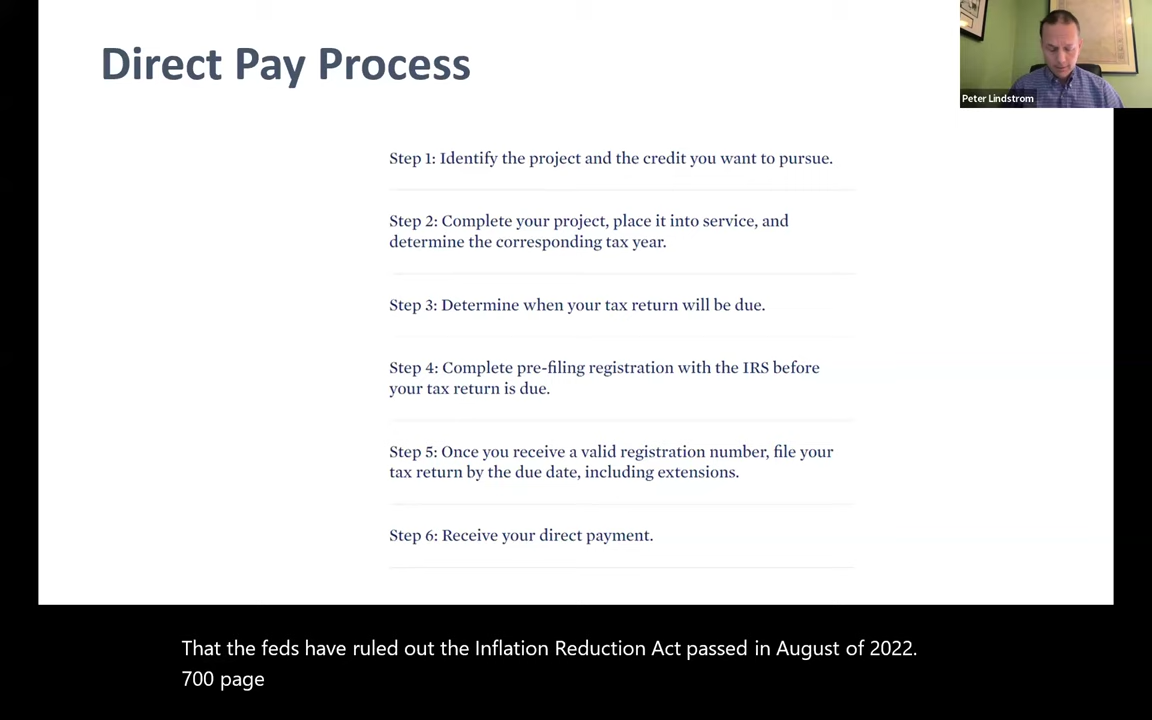 Direct Pay Process
Peter Lindstrom
Step 1: Identify the project and the credit you want to pursue.
Step 2: Complete your project, place it into service, and
determine the corresponding tax year.
Step 3: Determine when your tax return will be due.
Step 4: Complete pre-filing registration with the IRS before
your tax return is due.
Step 5: Once you receive a valid registration number, file your
tax return by the due date, including extensions.
Step 6: Receive your direct payment.
That the feds have ruled out the Inflation Reduction Act passed in August of 2022.
700 page